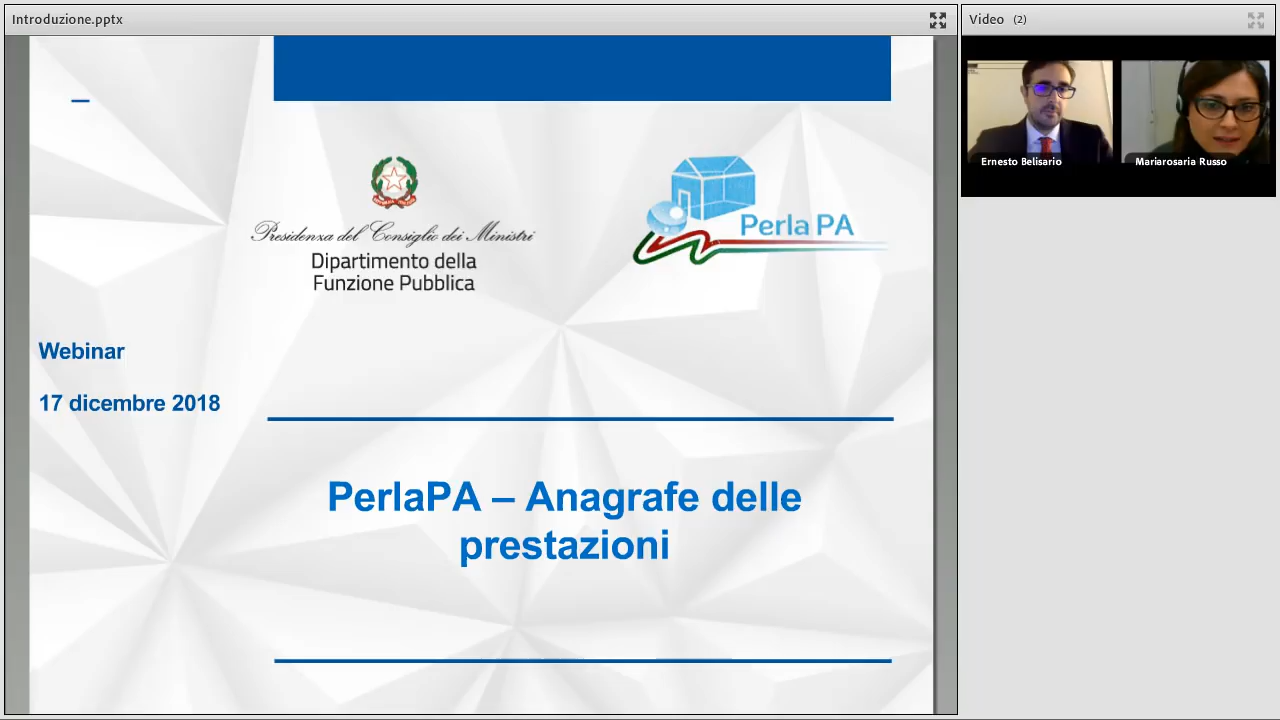 Introduzione.pptx
Video (2)
Ernesto Belisario
Mariarosaria Russo
Presidenza del Consiglio dei Ministri
Dipartimento della
Funzione Pubblica
Perla PA
Webinar
17 dicembre 2018
PerlaPA – Anagrafe delle
prestazioni